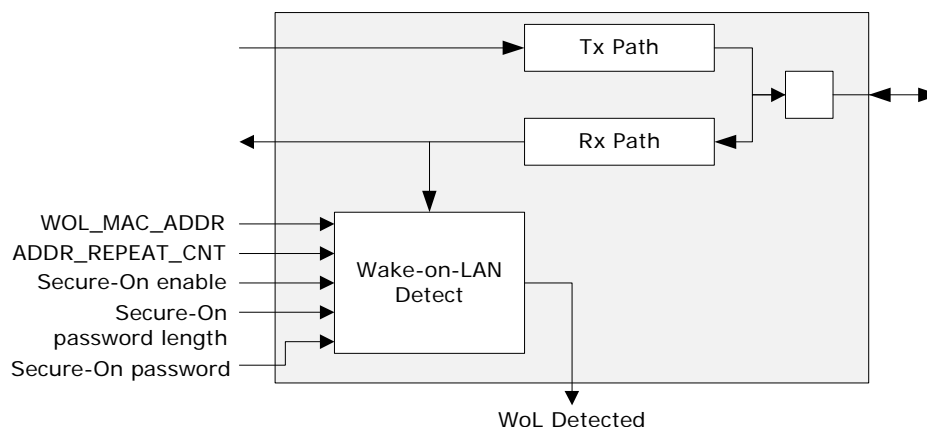 Tx Path
Rx Path
WOL_MAC_ADDR
ADDR_REPEAT_CNT
Secure-On enable
Secure-On
password length
Secure-On password
Wake-on-LAN
Detect
WoL Detected